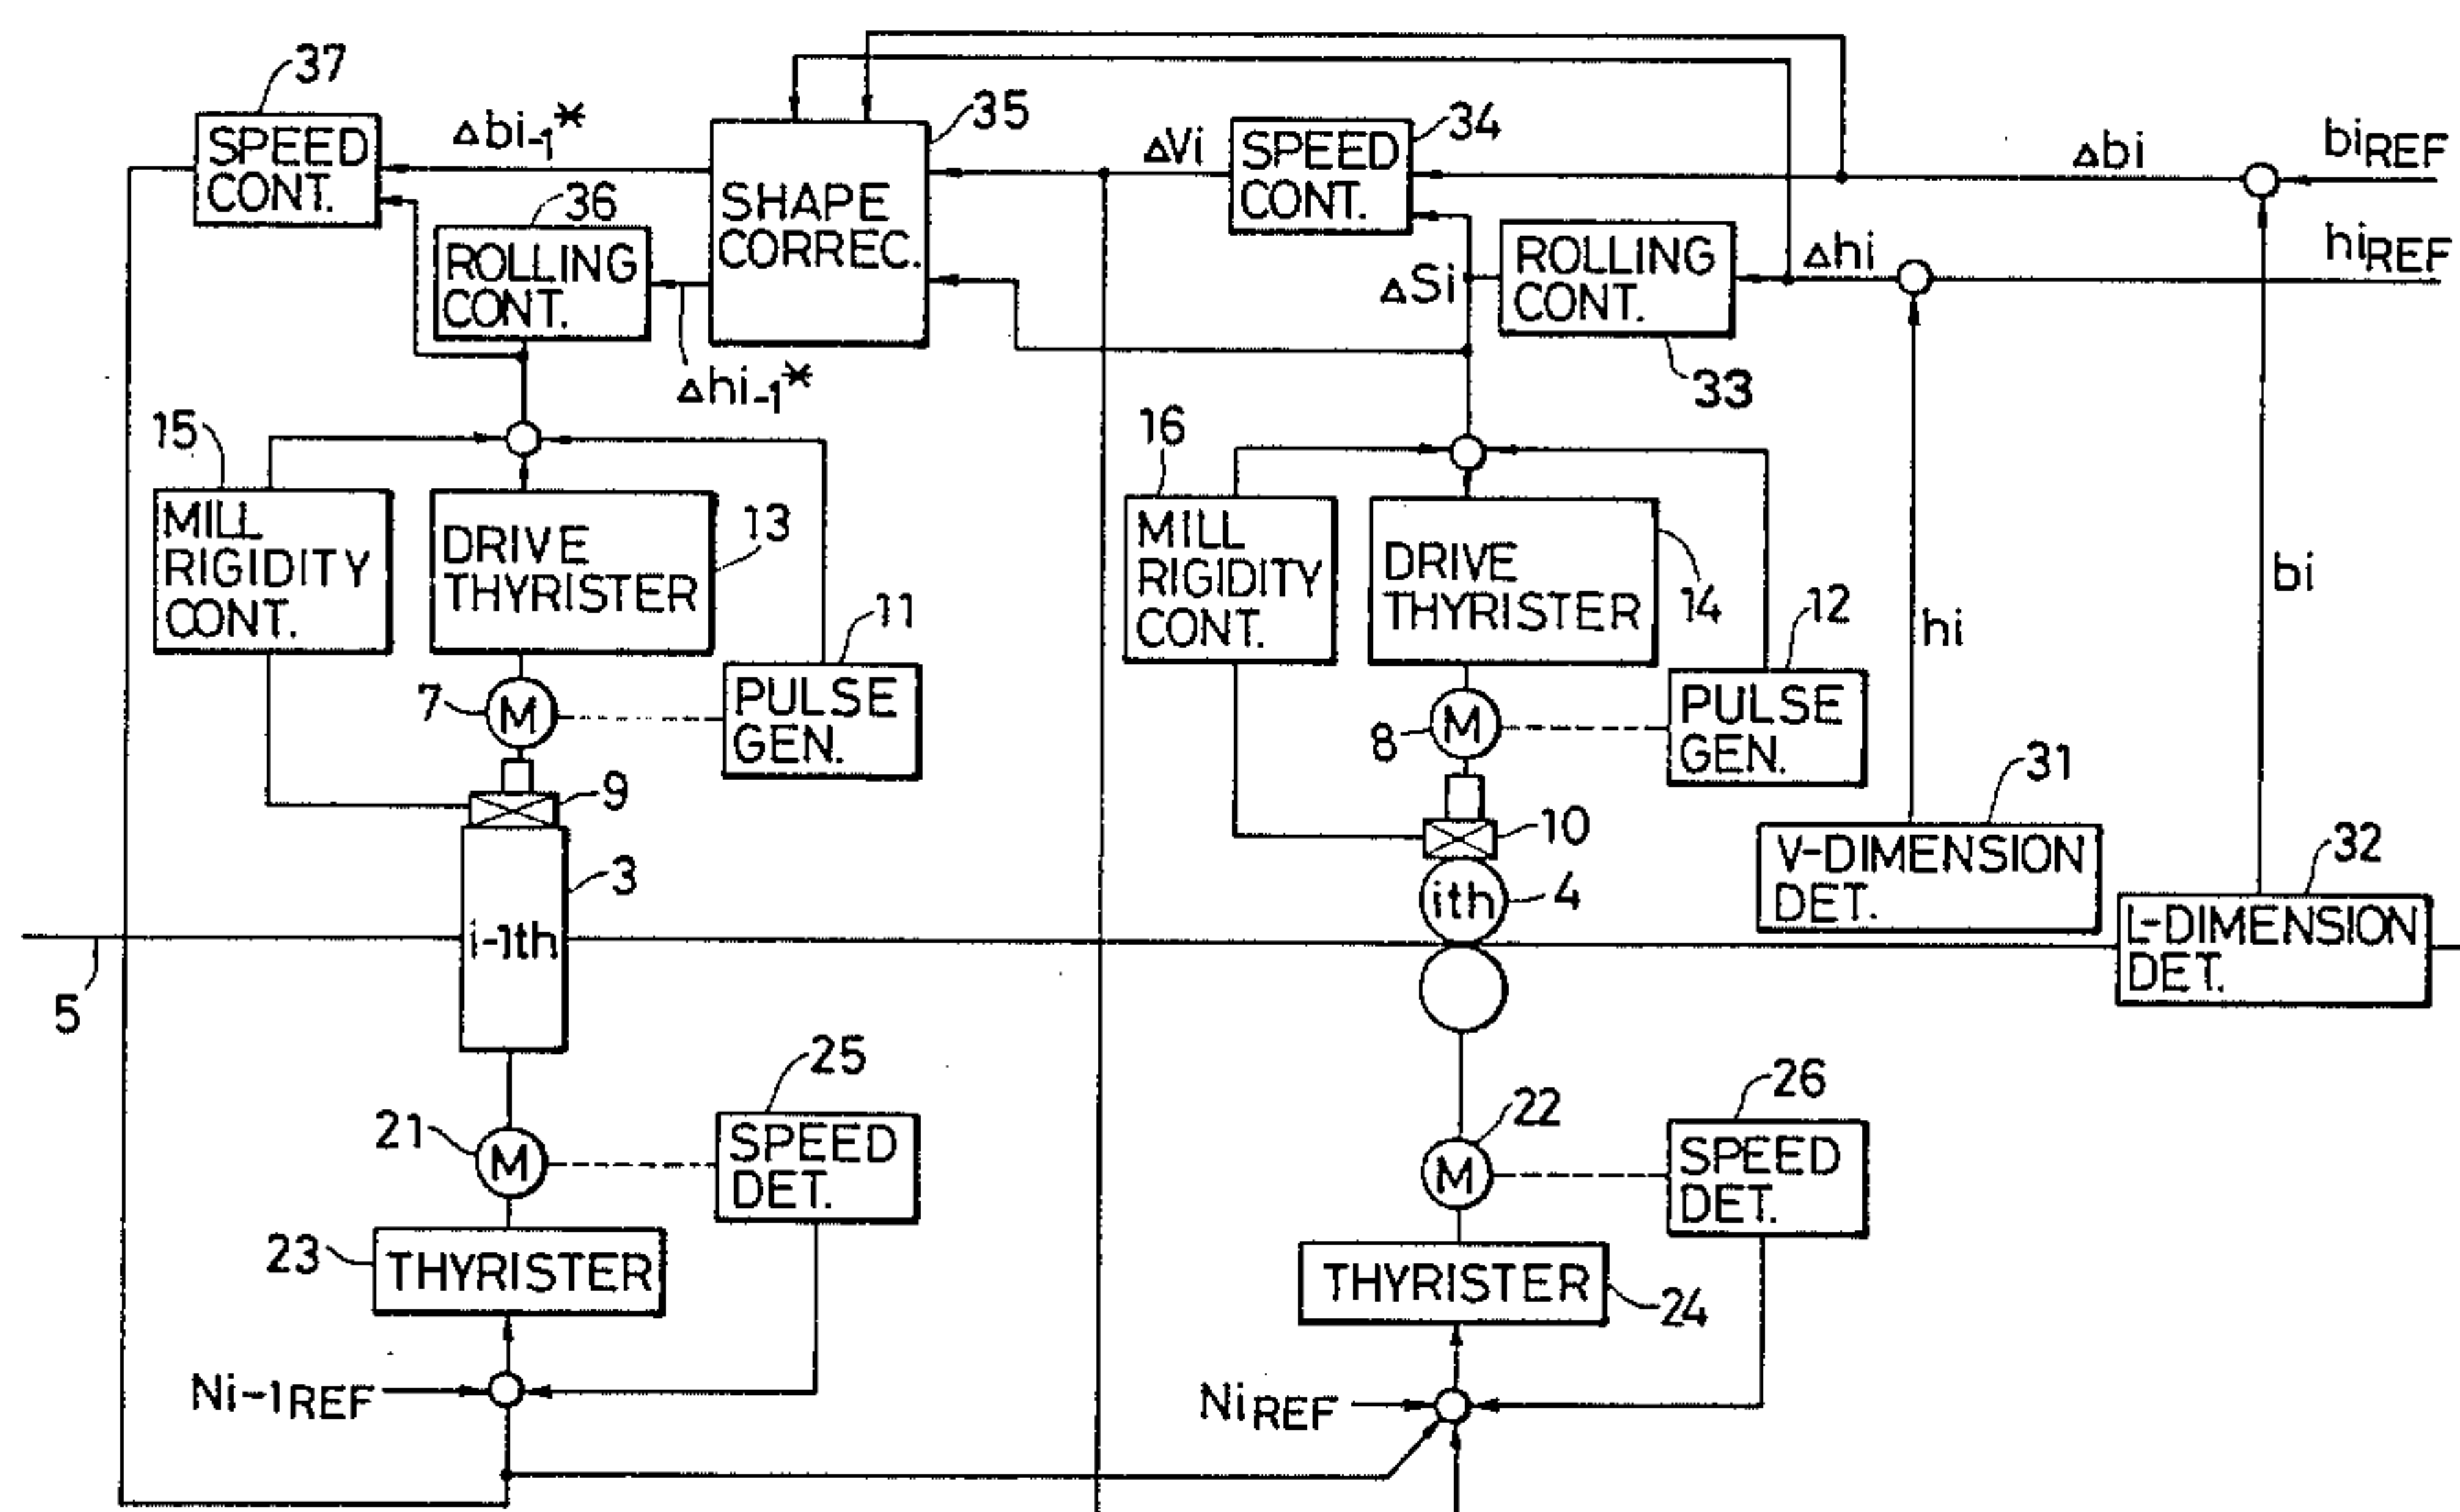 37
SPEED
CONT.
Δbi-1*
35
SHAPE
CORREC.
36
ROLLING
CONT.
Δhi-1*
ΔVi
34
SPEED
CONT.
Δbi
biREF
hiREF
ΔSi
ROLLING
CONT.
Δhi
33
15
MILL
RIGIDITY
CONT.
DRIVE
THYRISTER
13
11
PULSE
GEN.
7
M
9
3
i-1th
5
16
MILL
RIGIDITY
CONT.
DRIVE
THYRISTER
14
12
PULSE
GEN.
8
M
10
ith
4
hi
bi
31
V-DIMENSION
DET.
32
L-DIMENSION
DET.
25
SPEED
DET.
21
M
23
THYRISTER
Ni-1REF
26
SPEED
DET.
22
M
THYRISTER
24
NiREF